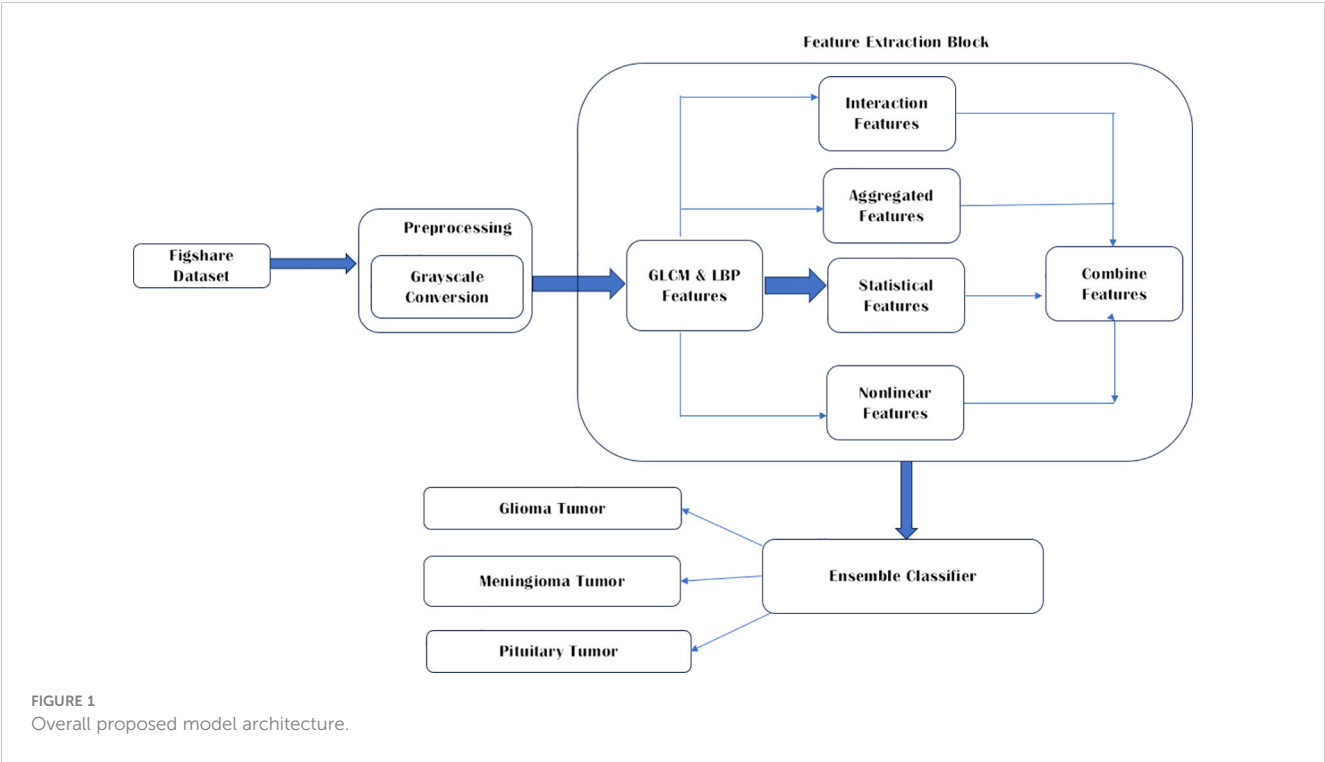 Feature Extraction Block
Interaction
Features
Aggregated
Features
Preprocessing
Figshare
Dataset
Grayscale
Conversion
GLCM & LBP
Features
Statistical
Features
Combine
Features
Nonlinear
Features
Glioma Tumor
Meningioma Tumor
Ensemble Classifier
Pituitary Tumor
FIGURE 1
Overall proposed model architecture.